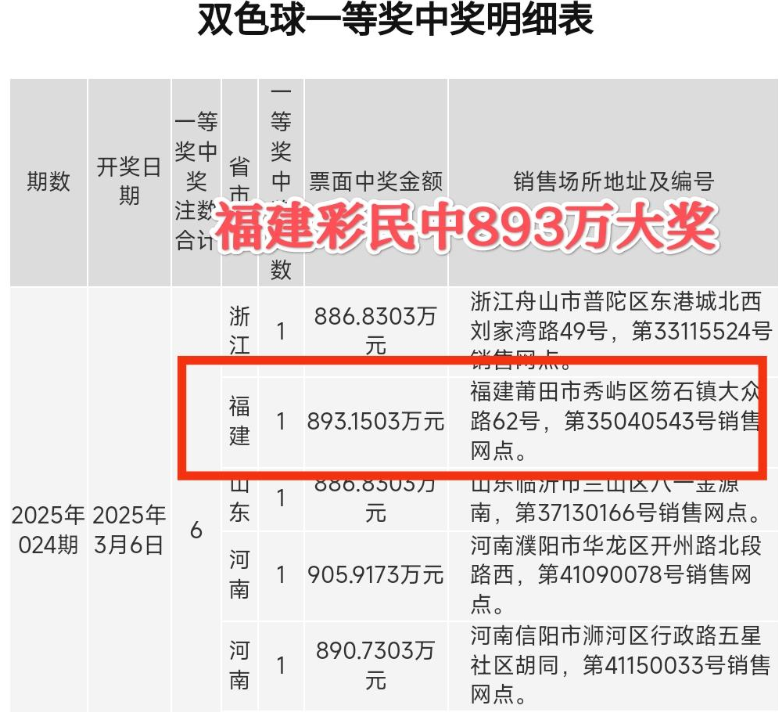 双色球一等奖中奖明细表
期数
开奖日
期
一等
奖中
奖
注数
合计
省
市
一
等
奖
中
数
票面中奖金额
销售场所地址及编号
福建彩民中893万大奖
2025年
024期
2025年
3月6日
6
浙
江
1
886.8303万
元
浙江舟山市普陀区东港城北西
刘家湾路49号，第33115524号
销售网点。
福
建
1
893.1503万元
福建莆田市秀屿区笏石镇大众
路62号，第35040543号销售
网点。
山
东
1
886.8303万
元
山东临沂市兰山区八一金源
南，第37130166号销售网点。
河
南
1
905.9173万元
河南濮阳市华龙区开州路北段
路西，第41090078号销售网
点。
河
南
1
890.7303万
元
河南信阳市浉河区行政路五星
社区胡同，第41150033号销售
网点。